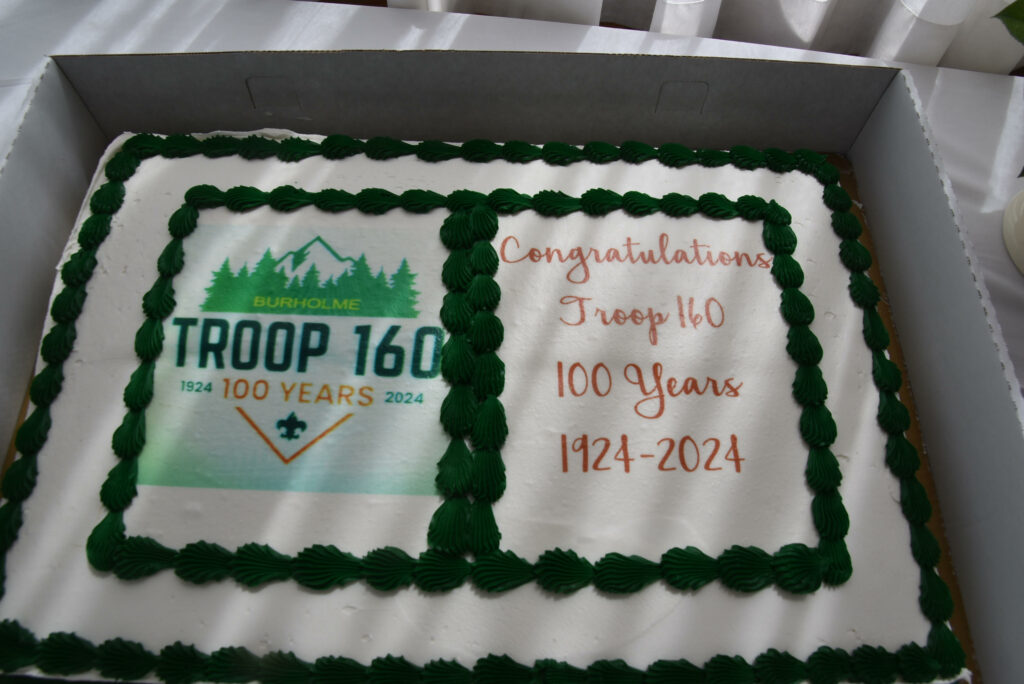 BURHOLME
TROOP 160
1924 100 YEARS 2024
Congratulations
Troop 160
100 Years
1924-2024